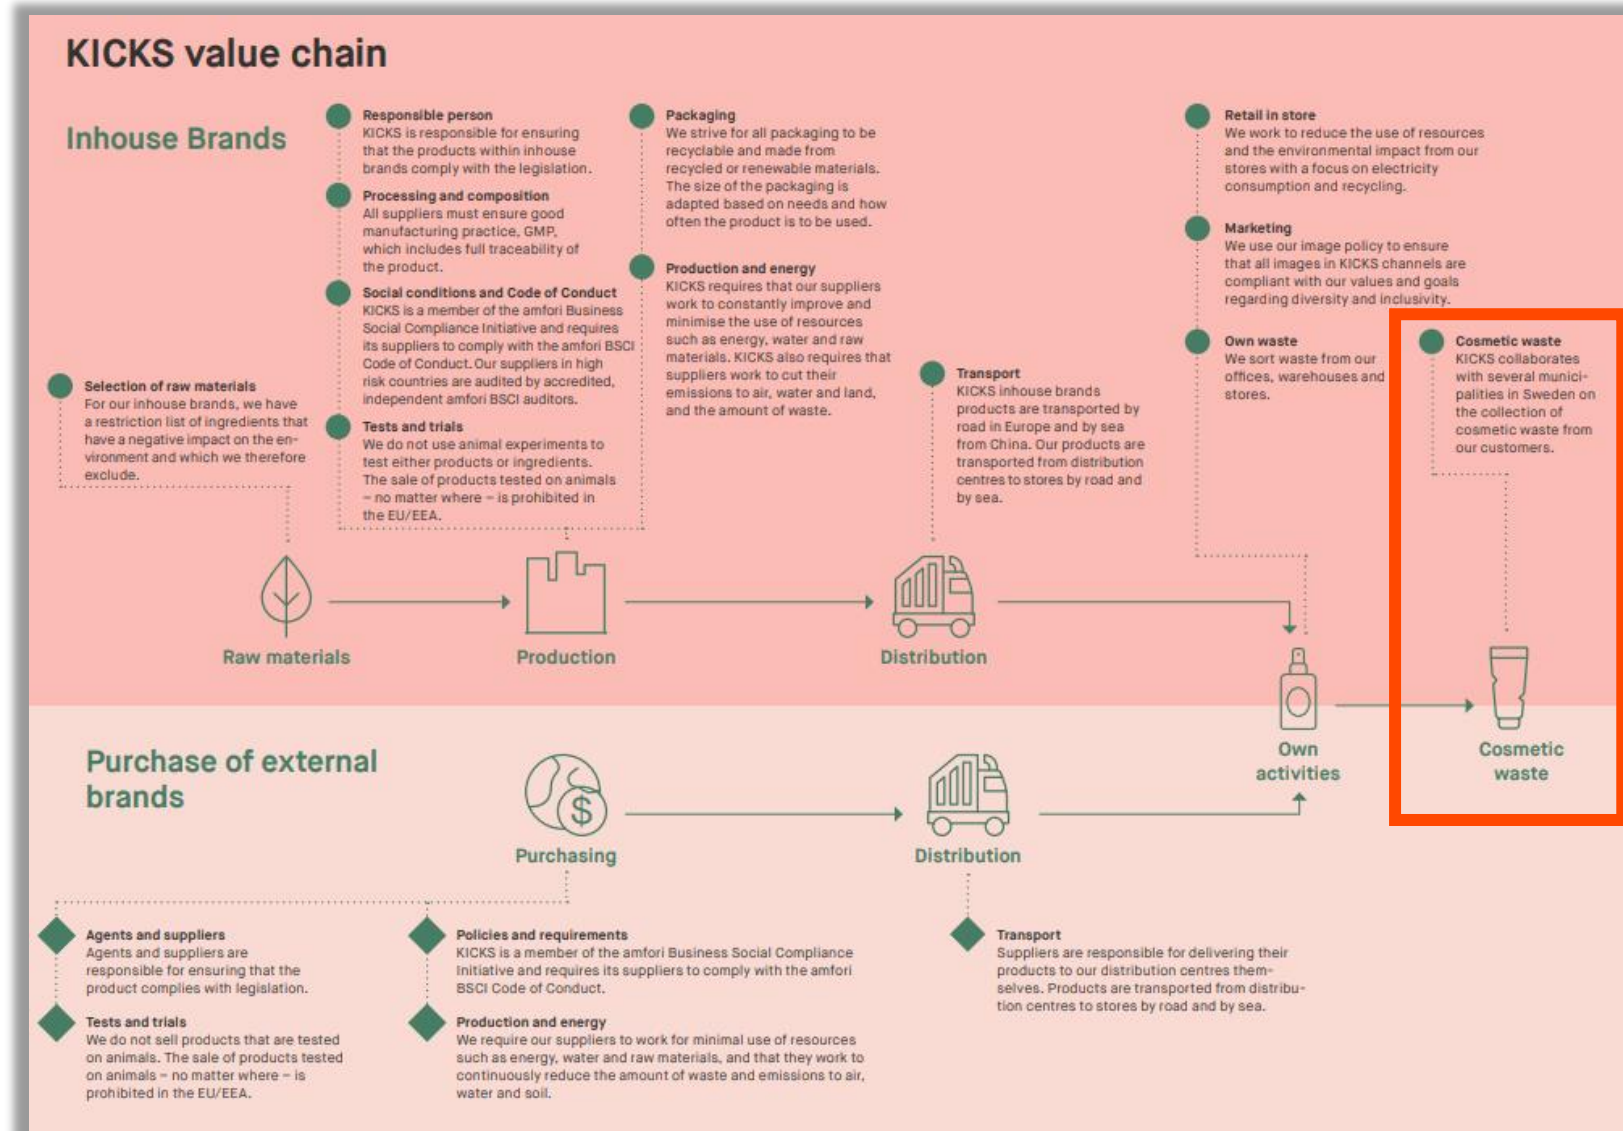 KICKS value chain
Inhouse Brands
Selection of raw materials
For our inhouse brands, we have
a restriction list of ingredients that
have a negative impact on the en-
vironment and which we therefore
exclude.
Responsible person
KICKS is responsible for ensuring
that the products within inhouse
brands comply with the legislation.
Processing and composition
All suppliers must ensure good
manufacturing practice, GMP,
which includes full traceability of
the product.
Social conditions and Code of Conduct
KICKS is a member of the amfori Business
Social Compliance Initiative and requires
its suppliers to comply with the amfori BSCI
Code of Conduct. Our suppliers in high
risk countries are audited by accredited,
independent amfori BSCI auditors.
Tests and trials
We do not use animal experiments to
test either products or ingredients.
The sale of products tested on animals
– no matter where – is prohibited in
the EU/EEA.
Packaging
We strive for all packaging to be
recyclable and made from
recycled or renewable materials.
The size of the packaging is
adapted based on needs and how
often the product is to be used.
Production and energy
KICKS requires that our suppliers
work to constantly improve and
minimise the use of resources
such as energy, water and raw
materials. KICKS also requires that
suppliers work to cut their
emissions to air, water and land,
and the amount of waste.
Transport
KICKS inhouse brands
products are transported by
road in Europe and by sea
from China. Our products are
transported from distribution
centres to stores by road and
by sea.
Retail in store
We work to reduce the use of resources
and the environmental impact from our
stores with a focus on electricity
consumption and recycling.
Marketing
We use our image policy to ensure
that all images in KICKS channels are
compliant with our values and goals
regarding diversity and inclusivity.
Own waste
We sort waste from our
offices, warehouses and
stores.
Cosmetic waste
KICKS collaborates
with several munici-
palities in Sweden on
the collection of
cosmetic waste from
our customers.
Raw materials
Production
Distribution
Own
activities
Cosmetic
waste
Purchase of external
brands
$
Purchasing
Distribution
Agents and suppliers
Agents and suppliers are
responsible for ensuring that the
product complies with legislation.
Tests and trials
We do not sell products that are tested
on animals. The sale of products tested
on animals – no matter where – is
prohibited in the EU/EEA.
Policies and requirements
KICKS is a member of the amfori Business Social Compliance
Initiative and requires its suppliers to comply with the amfori
BSCI Code of Conduct.
Production and energy
We require our suppliers to work for minimal use of resources
such as energy, water and raw materials, and that they work to
continuously reduce the amount of waste and emissions to air,
water and soil.
Transport
Suppliers are responsible for delivering their
products to our distribution centres them-
selves. Products are transported from distribu-
tion centres to stores by road and by sea.